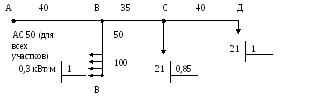 А 40 В 35 С 40 Д
АС 50 (для
всех
участков)
50
100
0,3 кВт/м 1
21 0,85
21 1
В